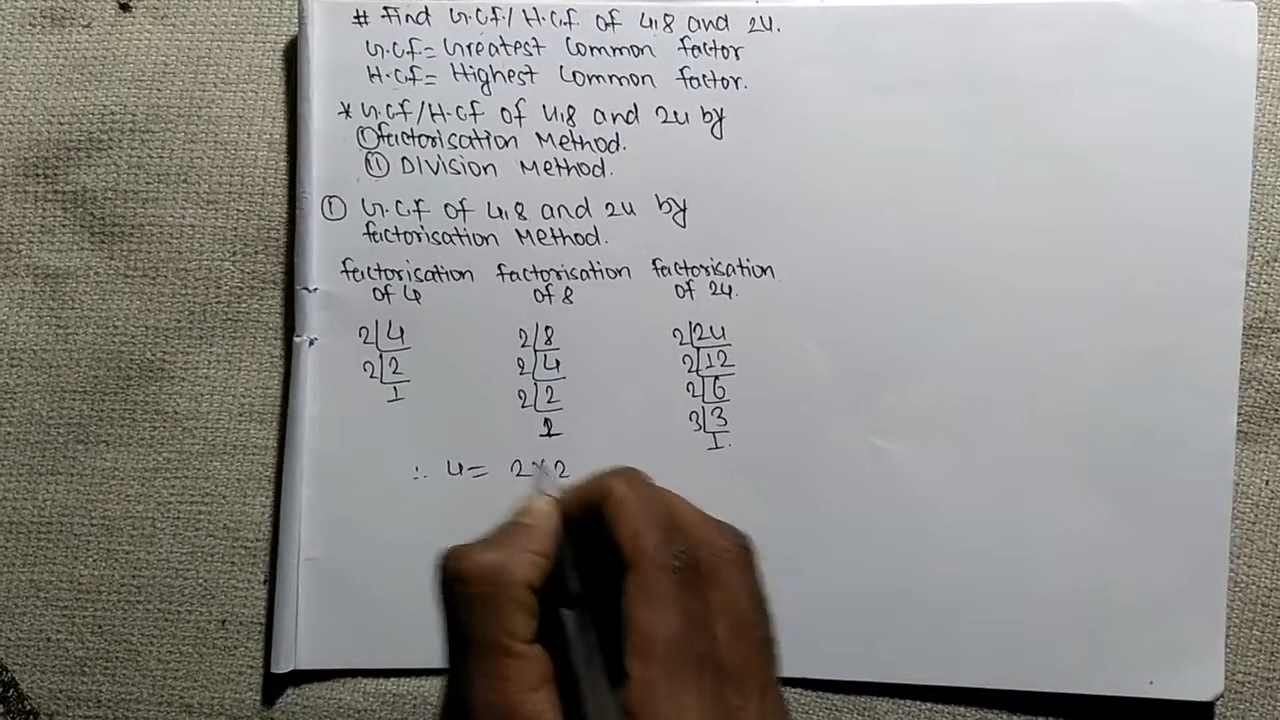 # Find G.C.F/H.C.F. of 4,8 and 24.
G.C.F = Greatest Common factor
H.C.F = Highest Common factor.
* G.C.F/H.C.F of 4,8 and 24 by
(I) factorisation Method.
(II) Division Method.
(I) G.C.F of 4,8 and 24 by
factorisation Method.
factorisation factorisation factorisation
of 4 of 8 of 24.
2|4 2|8 2|24
2|2 2|4 2|12
1 2|2 2|6
1 3|3
1.
∴ 4= 2×2